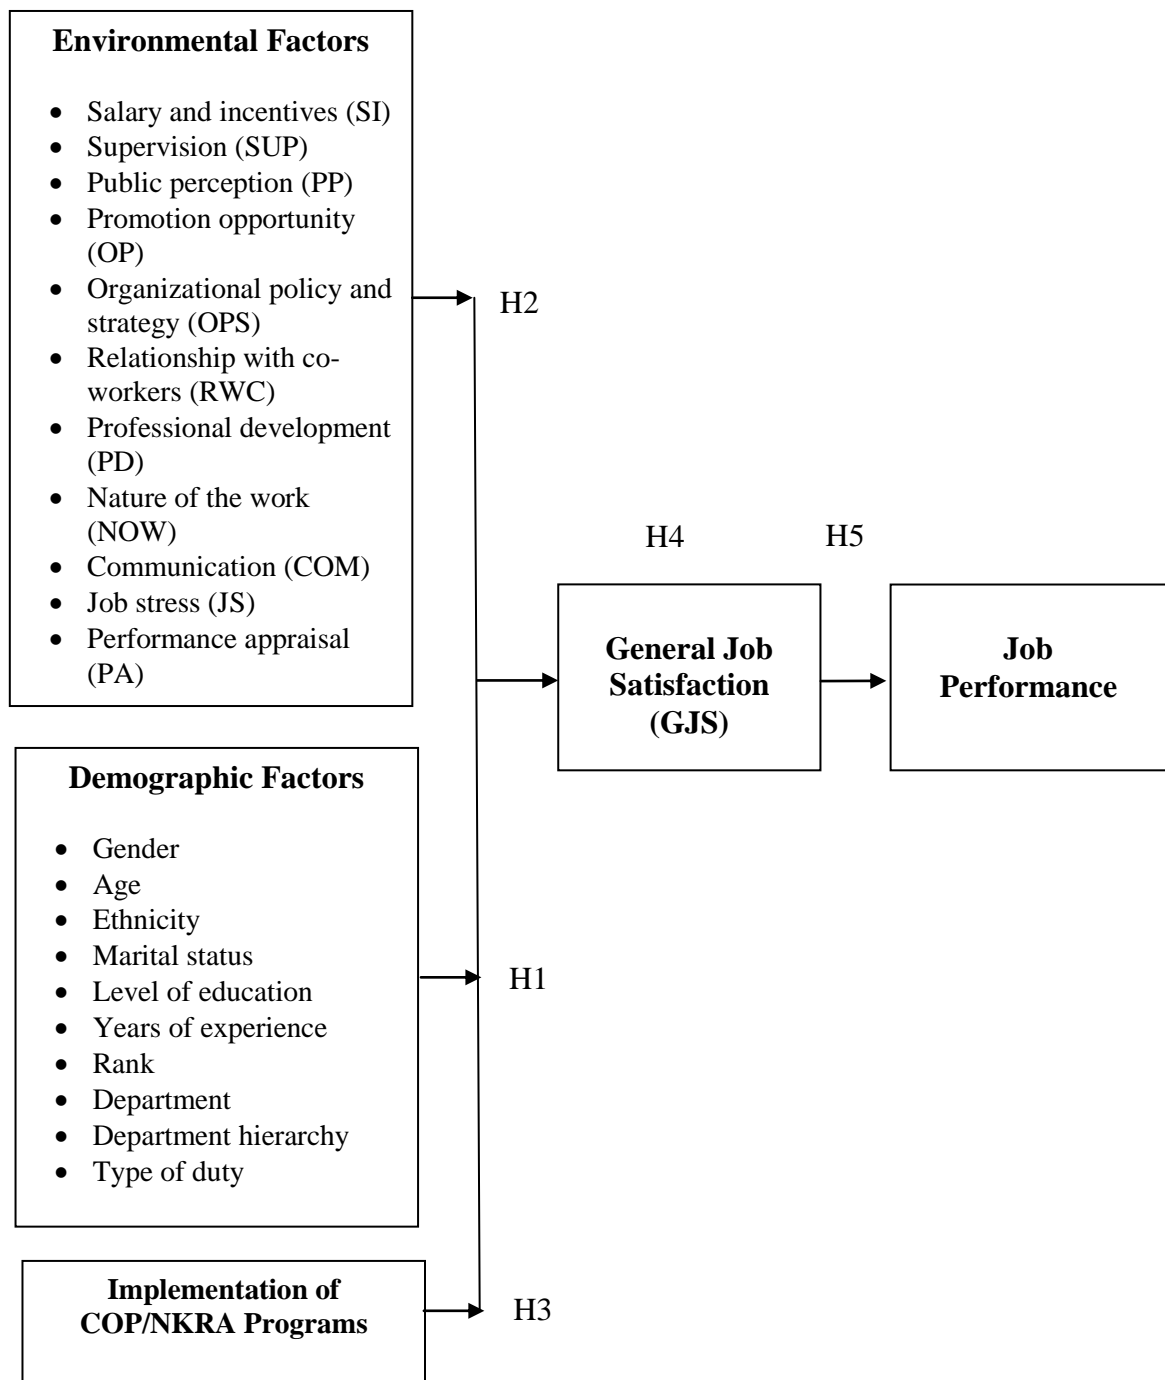 Environmental Factors
• Salary and incentives (SI)
• Supervision (SUP)
• Public perception (PP)
• Promotion opportunity
(OP)
• Organizational policy and
strategy (OPS)
• Relationship with co-
workers (RWC)
• Professional development
(PD)
• Nature of the work
(NOW)
• Communication (COM)
• Job stress (JS)
• Performance appraisal
(PA)
H2
Demographic Factors
• Gender
• Age
• Ethnicity
• Marital status
• Level of education
• Years of experience
• Rank
• Department
• Department hierarchy
• Type of duty
H1
Implementation of
COP/NKRA Programs
H3
H4
General Job
Satisfaction
(GJS)
H5
Job
Performance